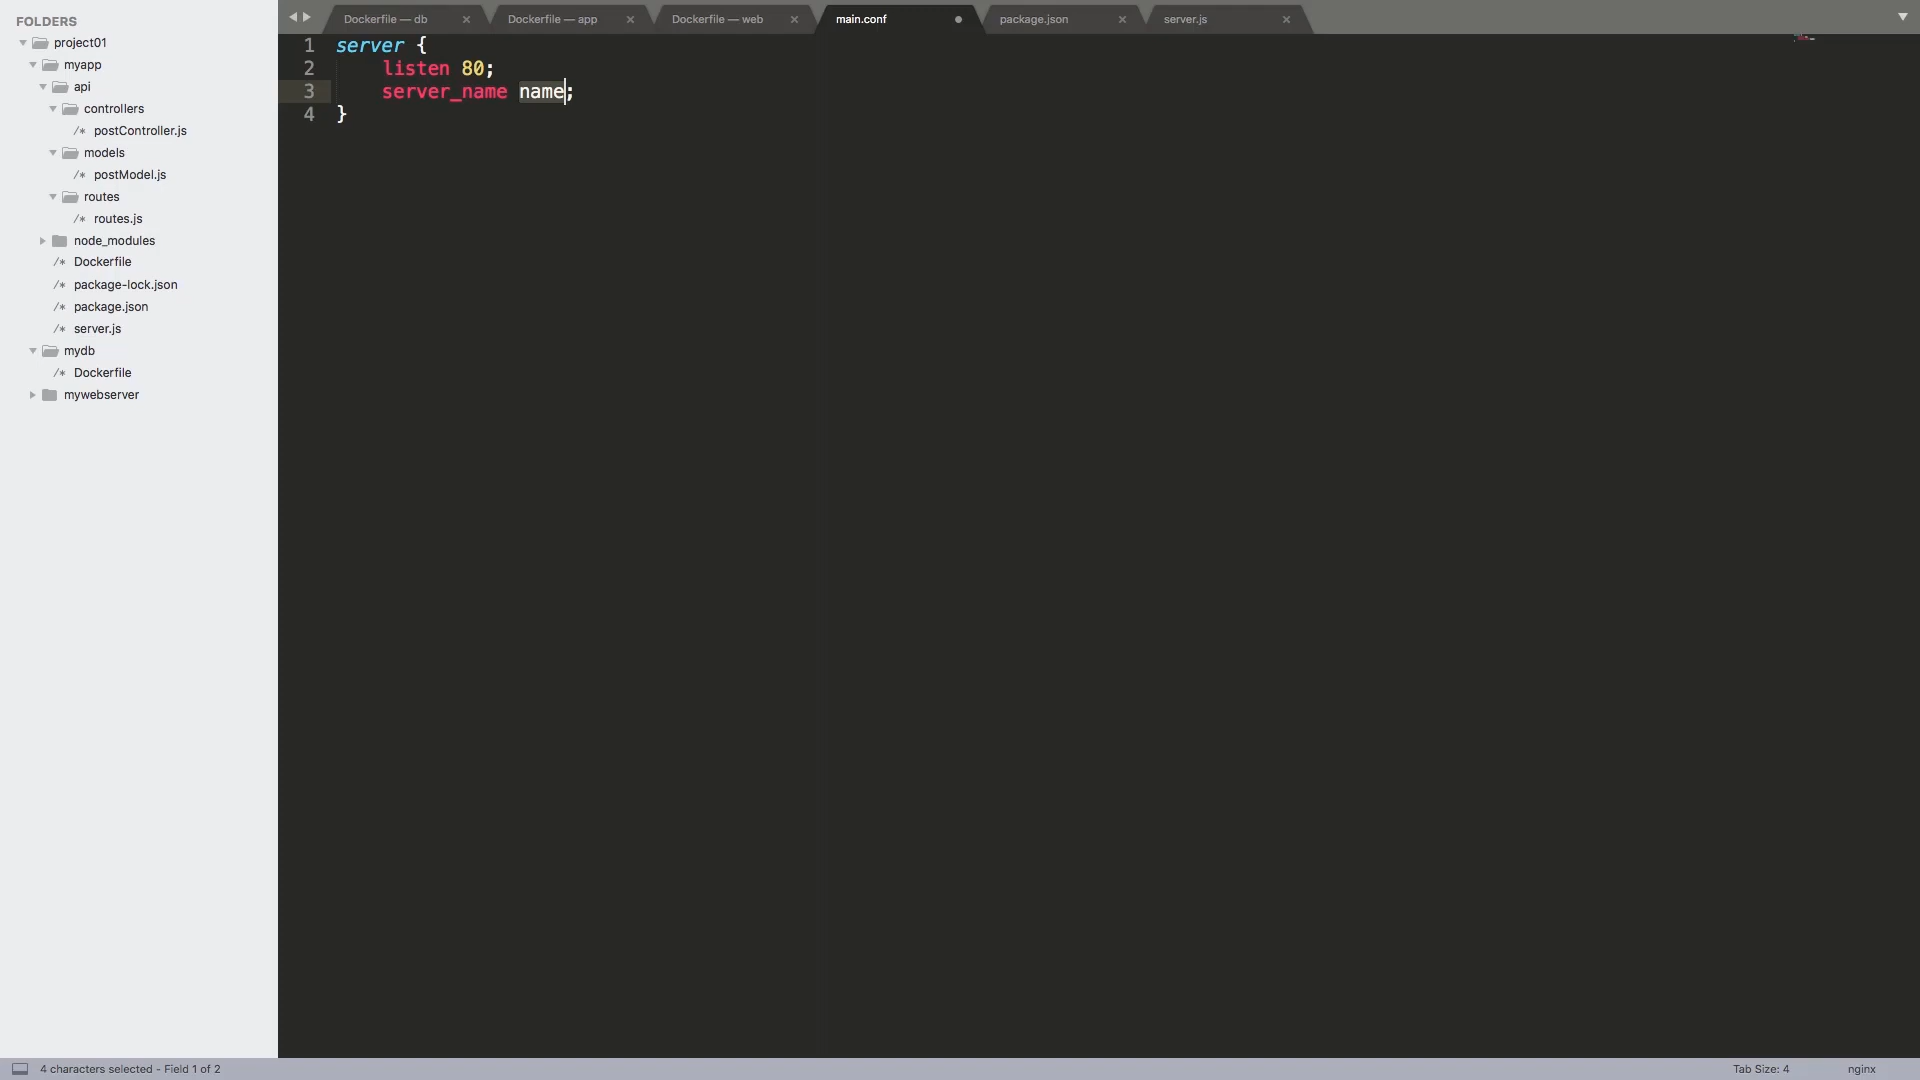 FOLDERS
project01
myapp
api
controllers
/* postController.js
models
/* postModel.js
routes
/* routes.js
node_modules
/* Dockerfile
/* package-lock.json
/* package.json
/* server.js
mydb
/* Dockerfile
mywebserver
Dockerfile — db × Dockerfile — app × Dockerfile — web × main.conf package.json × server.js ×
1 server {
2 listen 80;
3 server_name name;
4 }
4 characters selected - Field 1 of 2 Tab Size: 4 nginx